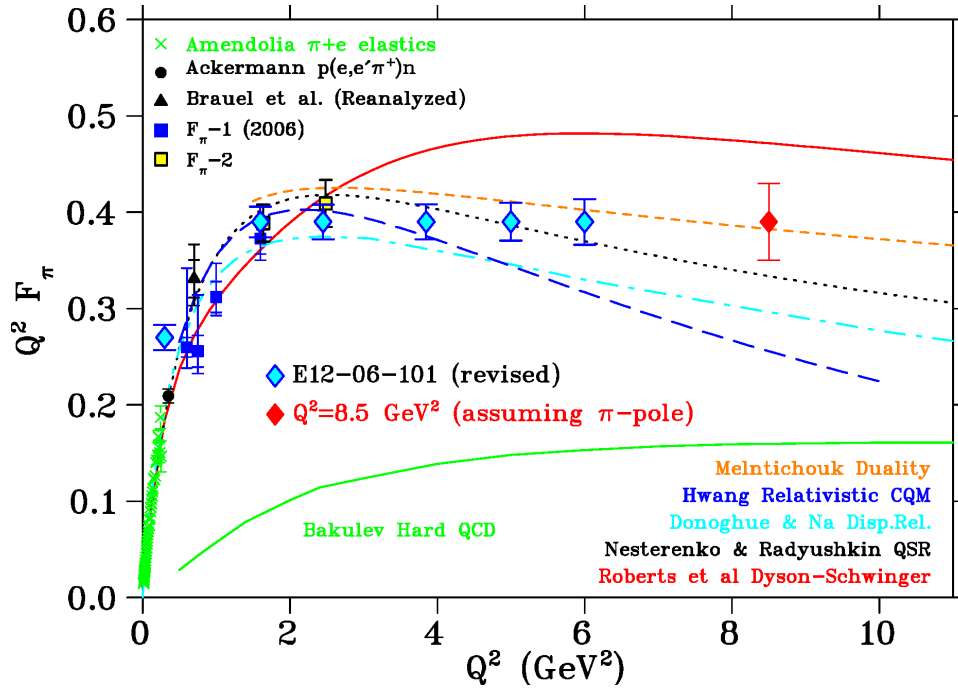 0.6
0.5
0.4
0.3
0.2
0.1
0.0
Q² F_π
Amendolia π+e elastics
Ackermann p(e,e′π⁺)n
Brauel et al. (Reanalyzed)
F_π-1 (2006)
F_π-2
E12-06-101 (revised)
Q²=8.5 GeV² (assuming π-pole)
Bakulev Hard QCD
Melntichouk Duality
Hwang Relativistic CQM
Donoghue & Na Disp.Rel.
Nesterenko & Radyushkin QSR
Roberts et al Dyson-Schwinger
0 2 4 6 8 10
Q² (GeV²)